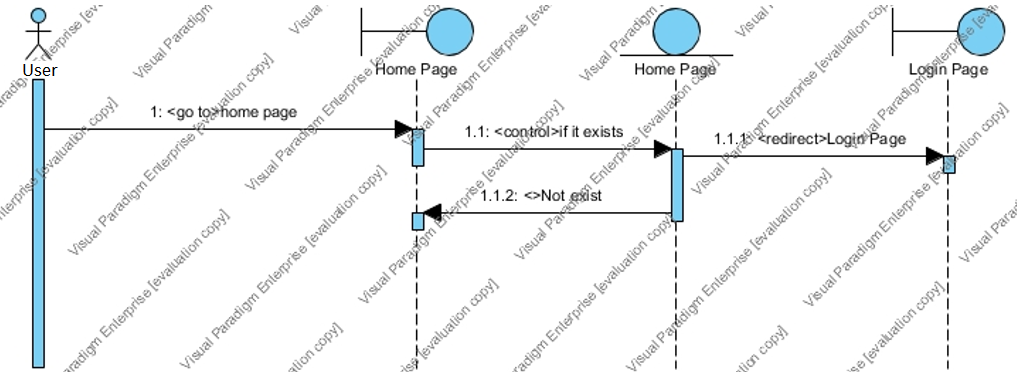 User
Home Page
Home Page
Login Page
1: <go to>home page
1.1: <control>if it exists
1.1.1: <redirect>Login Page
1.1.2: <>Not exist
Visual Paradigm Enterprise [evaluation copy]